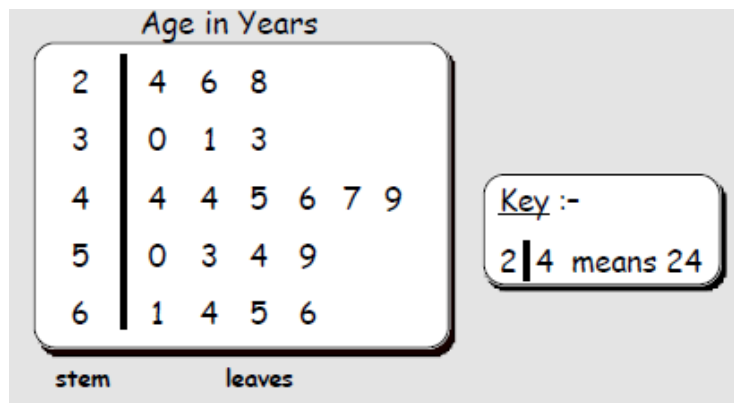 Age in Years
2 | 4 6 8
3 | 0 1 3
4 | 4 4 5 6 7 9
5 | 0 3 4 9
6 | 1 4 5 6
stem leaves
Key :-
2 | 4 means 24